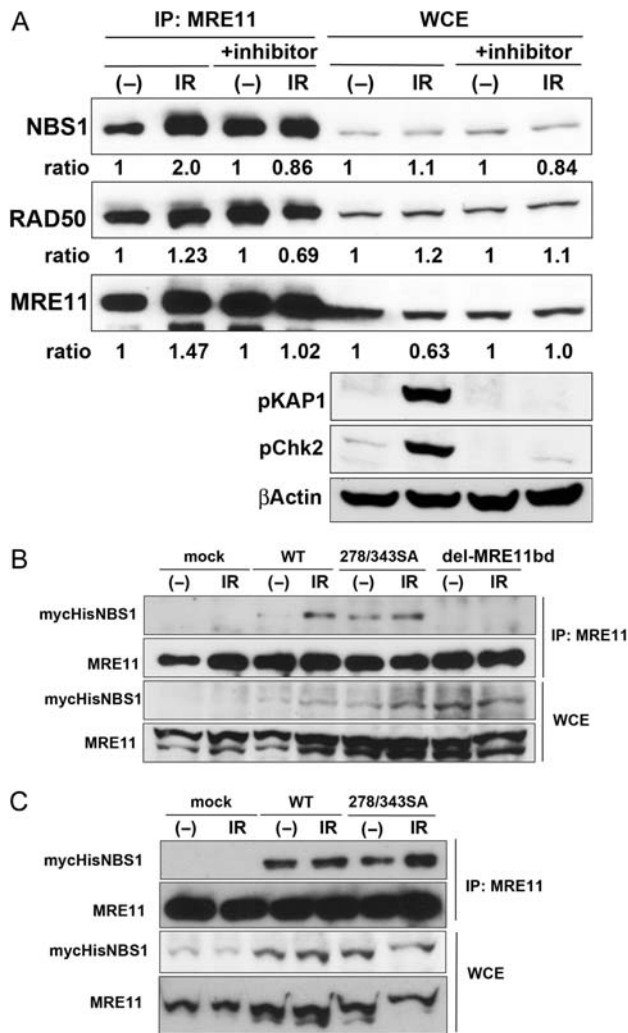 A
IP: MRE11 WCE
+inhibitor +inhibitor
(–) IR (–) IR (–) IR (–) IR
NBS1
ratio 1 2.0 1 0.86 1 1.1 1 0.84
RAD50
ratio 1 1.23 1 0.69 1 1.2 1 1.1
MRE11
ratio 1 1.47 1 1.02 1 0.63 1 1.0
pKAP1
pChk2
βActin
B
mock WT 278/343SA del-MRE11bd
(–) IR (–) IR (–) IR (–) IR
mycHisNBS1
IP: MRE11
MRE11
mycHisNBS1
WCE
MRE11
C
mock WT 278/343SA
(–) IR (–) IR (–) IR
mycHisNBS1
IP: MRE11
MRE11
mycHisNBS1
WCE
MRE11